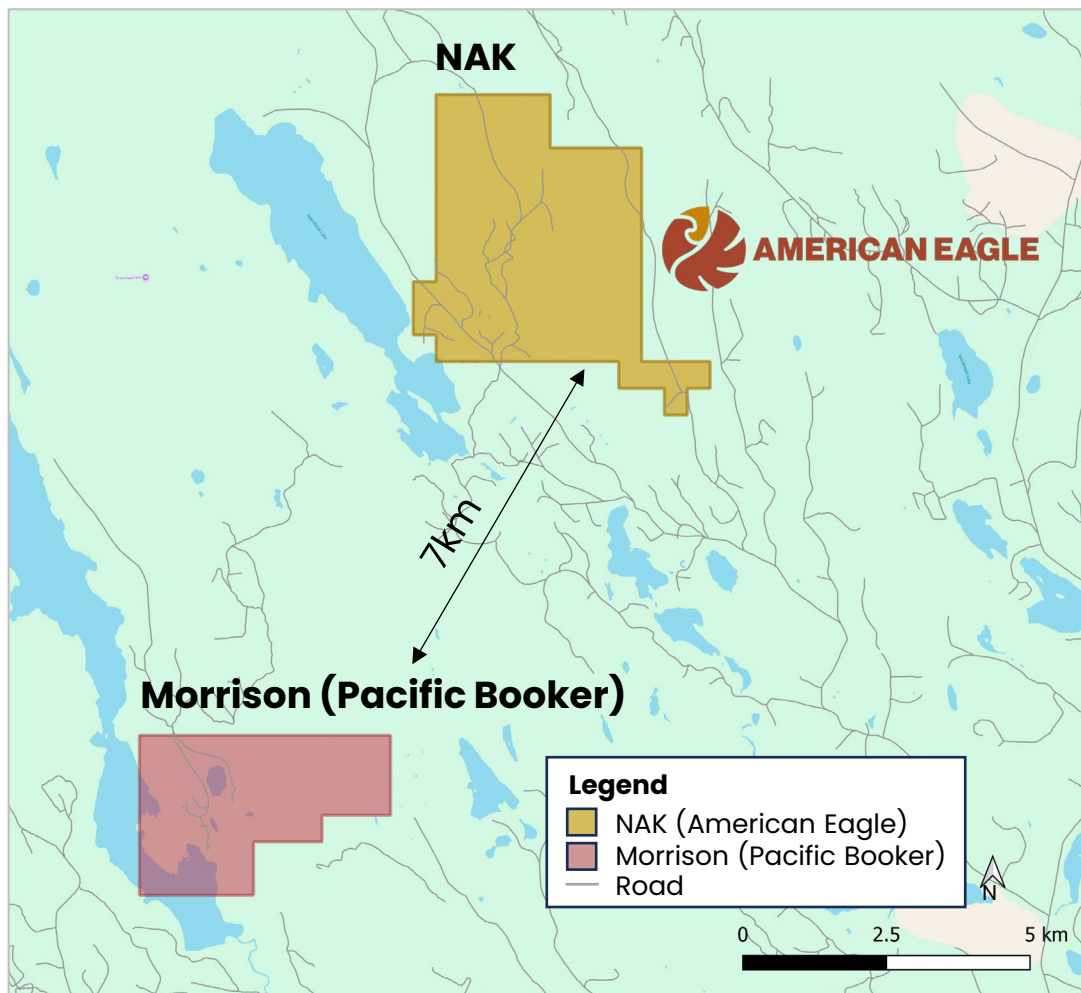 NAK
AMERICAN EAGLE
7km
Morrison (Pacific Booker)
Legend
NAK (American Eagle)
Morrison (Pacific Booker)
Road
N
0 2.5 5 km